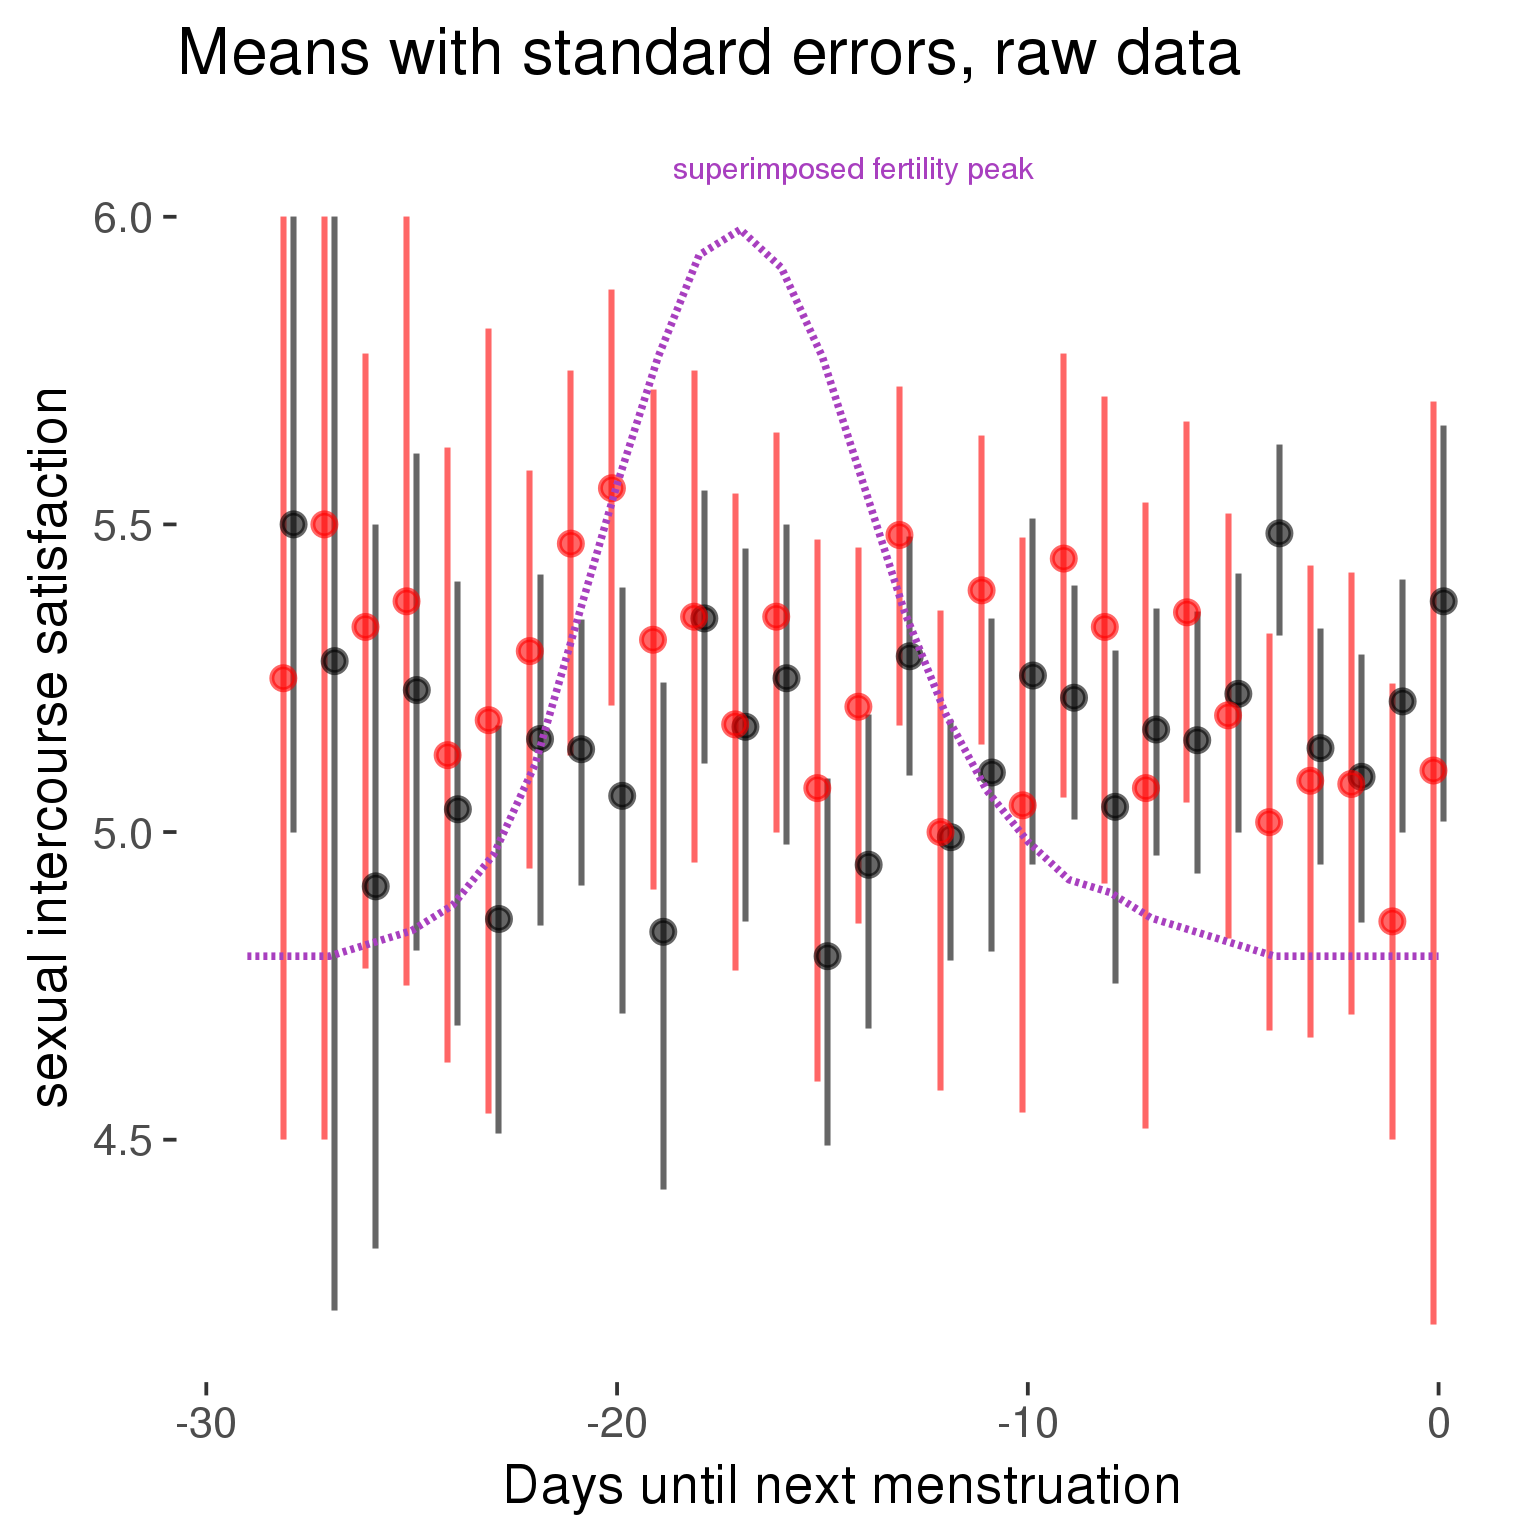 Means with standard errors, raw data
superimposed fertility peak
6.0
5.5
5.0
4.5
sexual intercourse satisfaction
-30
-20
-10
0
Days until next menstruation